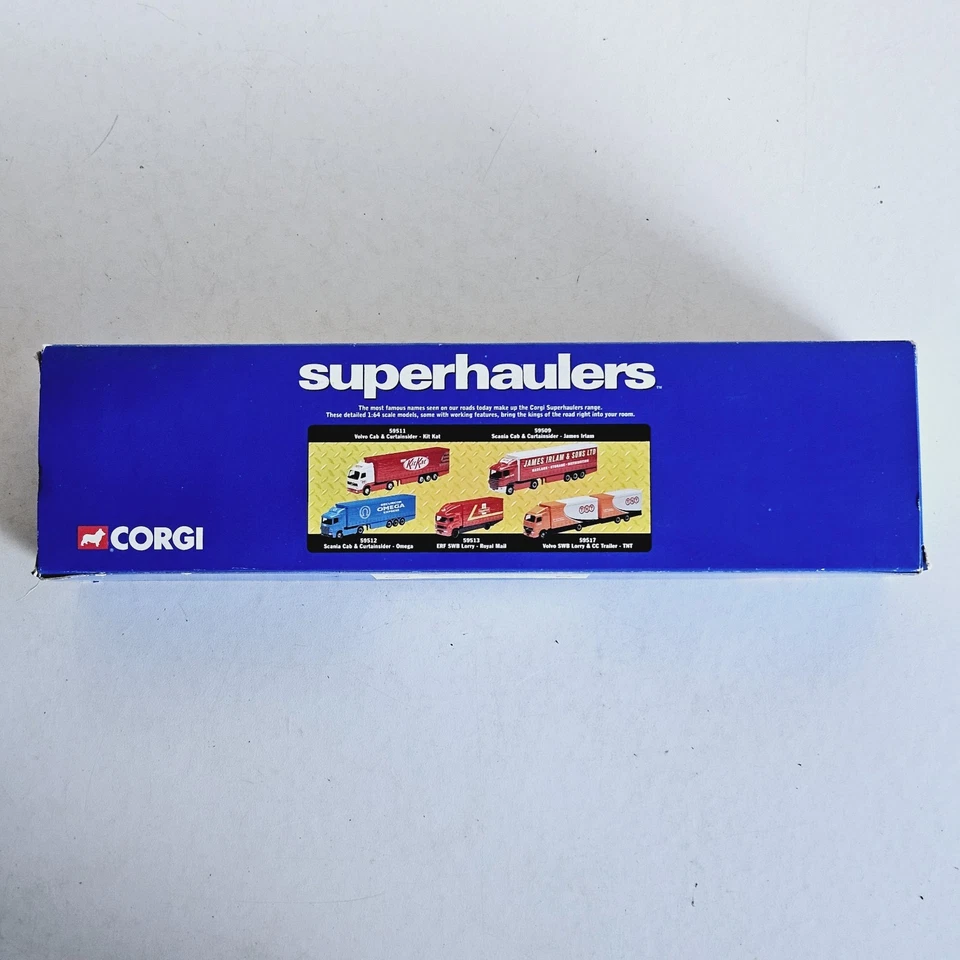 superhaulers™
The most famous names seen on our roads today make up the Corgi Superhaulers range.
These detailed 1:64 scale models, some with working features, bring the kings of the road right into your room.
59511
Volvo Cab & Curtainsider - Kit Kat
59509
Scania Cab & Curtainsider - James Irlam
KitKat
JAMES IRLAM & SONS LTD
OMEGA
TNT
TNT
59512
Scania Cab & Curtainsider - Omega
59513
ERF SWB Lorry - Royal Mail
59517
Volvo SWB Lorry & CC Trailer - TNT
CORGI